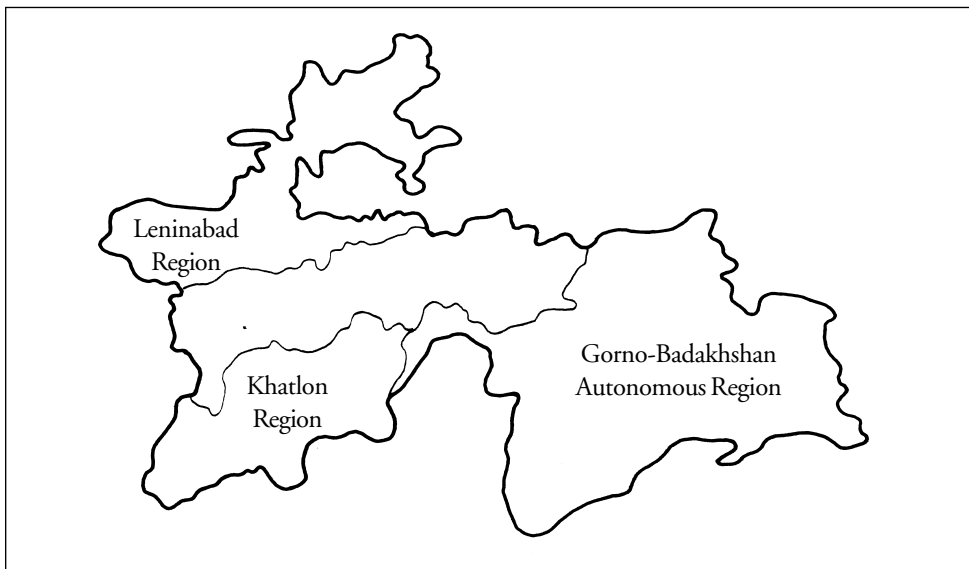 Leninabad
Region
Gorno-Badakhshan
Autonomous Region
Khatlon
Region